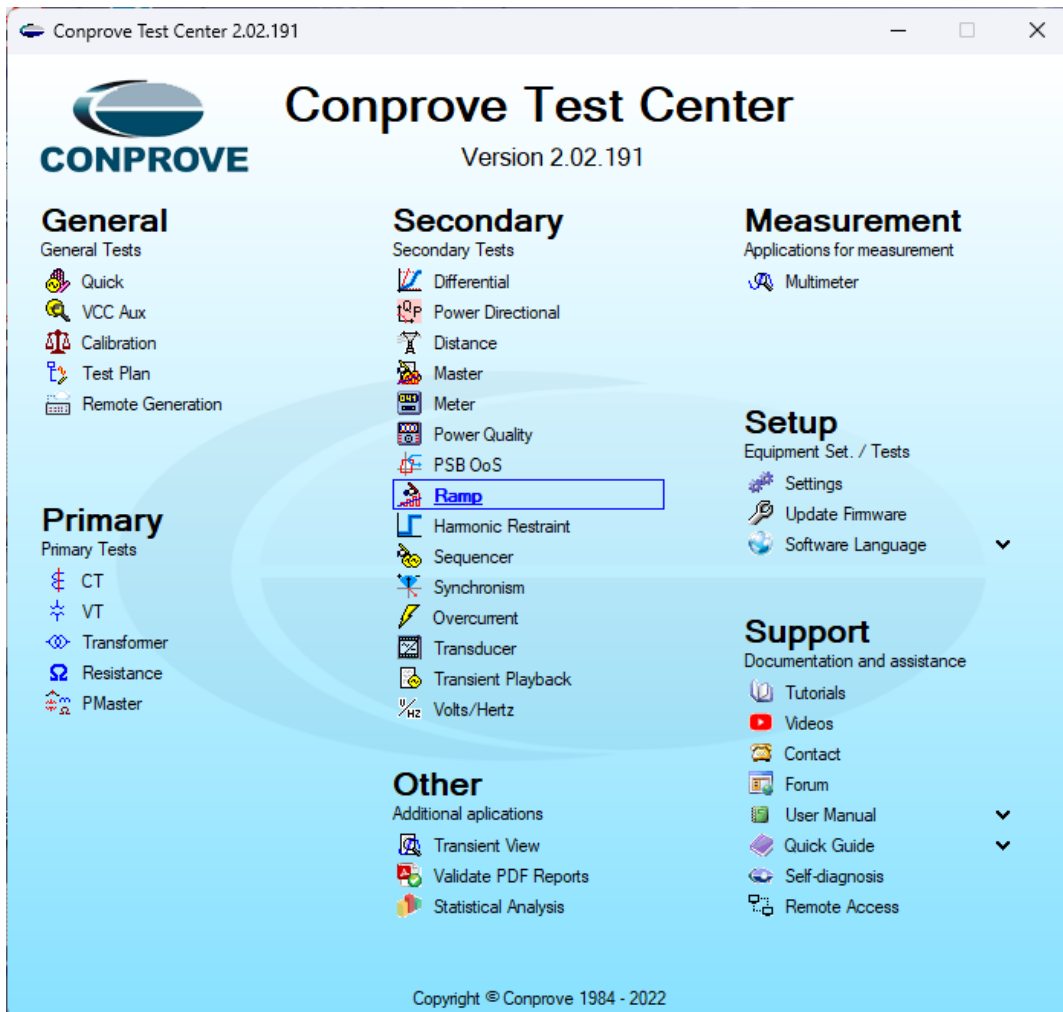 Conprove Test Center 2.02.191
CONPROVE
Conprove Test Center
Version 2.02.191
General
General Tests
Quick
VCC Aux
Calibration
Test Plan
Remote Generation
Primary
Primary Tests
CT
VT
Transformer
Resistance
PMaster
Secondary
Secondary Tests
Differential
Power Directional
Distance
Master
Meter
Power Quality
PSB OoS
Ramp
Harmonic Restraint
Sequencer
Synchronism
Overcurrent
Transducer
Transient Playback
Volts/Hertz
Other
Additional aplications
Transient View
Validate PDF Reports
Statistical Analysis
Measurement
Applications for measurement
Multimeter
Setup
Equipment Set. / Tests
Settings
Update Firmware
Software Language
Support
Documentation and assistance
Tutorials
Videos
Contact
Forum
User Manual
Quick Guide
Self-diagnosis
Remote Access
Copyright © Conprove 1984 - 2022